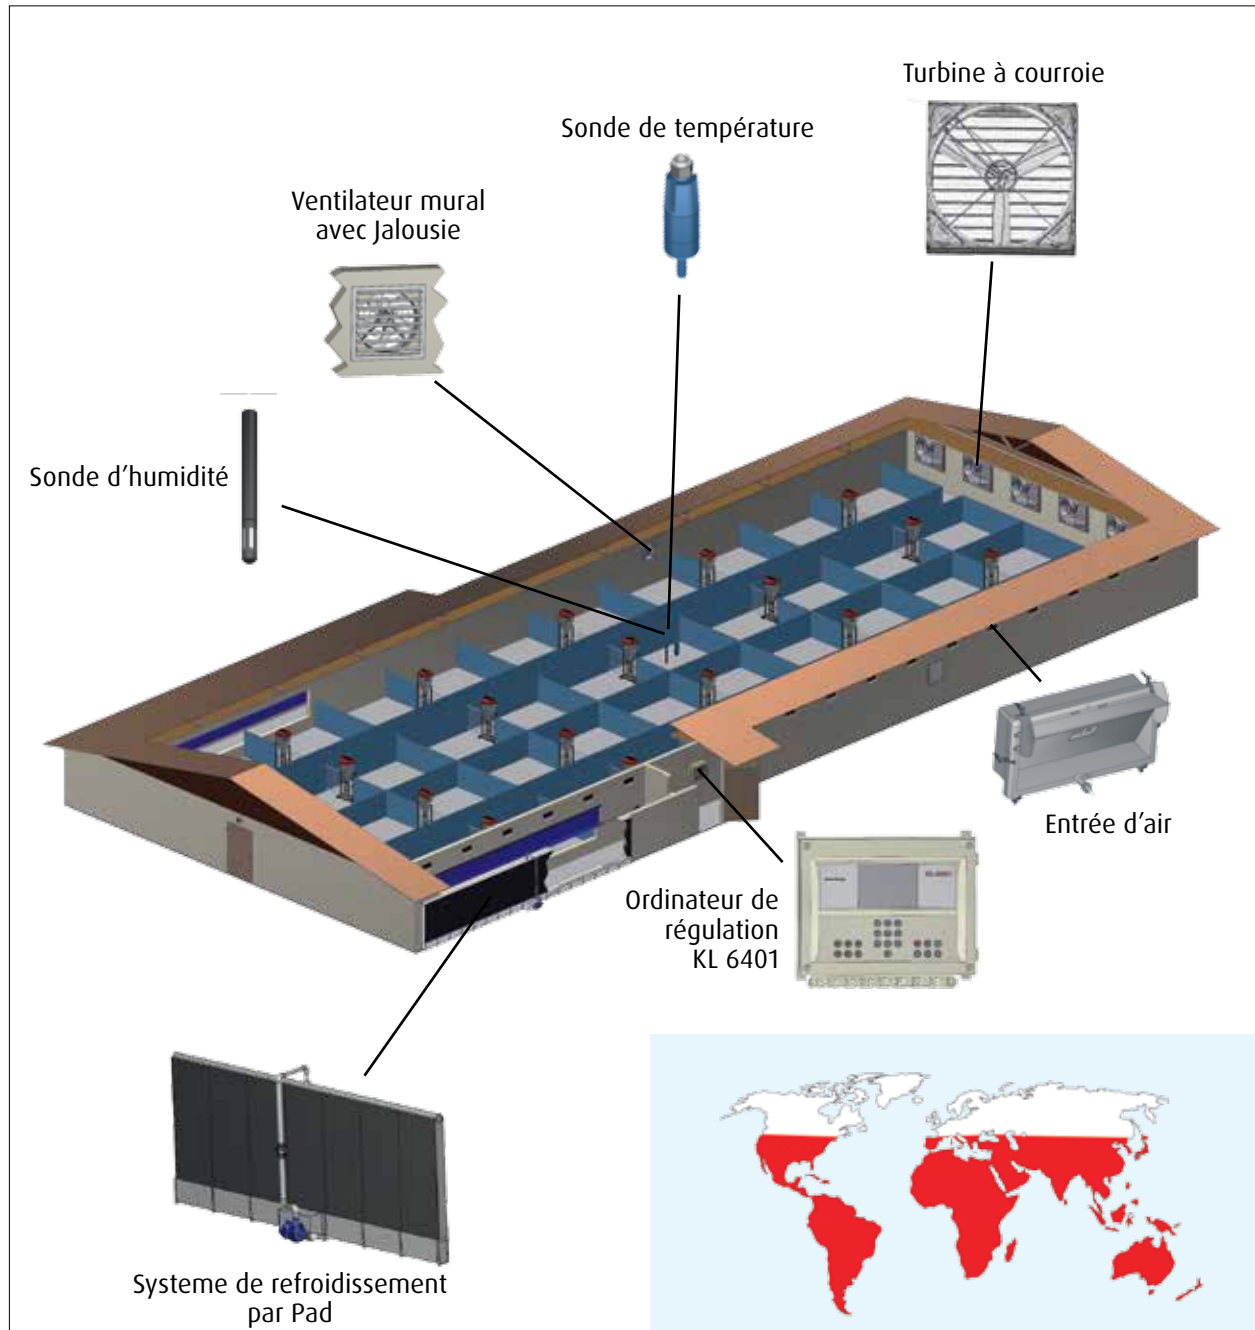 Turbine à courroie
Sonde de température
Ventilateur mural
avec Jalousie
Sonde d'humidité
Entrée d'air
Ordinateur de
régulation
KL 6401
Systeme de refroidissement
par Pad